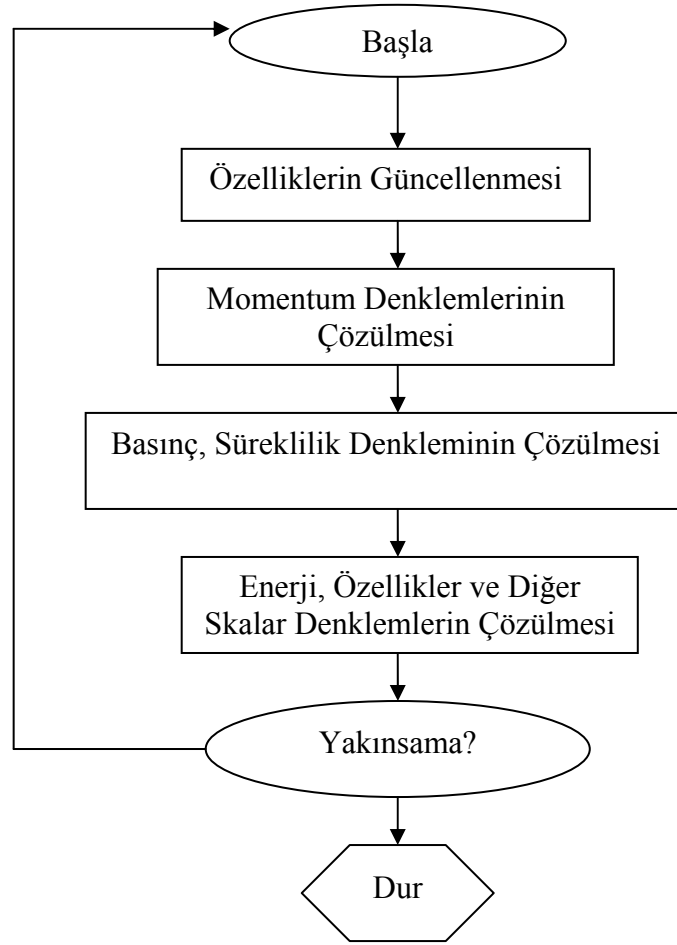 Başla
Özelliklerin Güncellenmesi
Momentum Denklemlerinin
Çözülmesi
Basınç, Süreklilik Denkleminin Çözülmesi
Enerji, Özellikler ve Diğer
Skalar Denklemlerin Çözülmesi
Yakınsama?
Dur